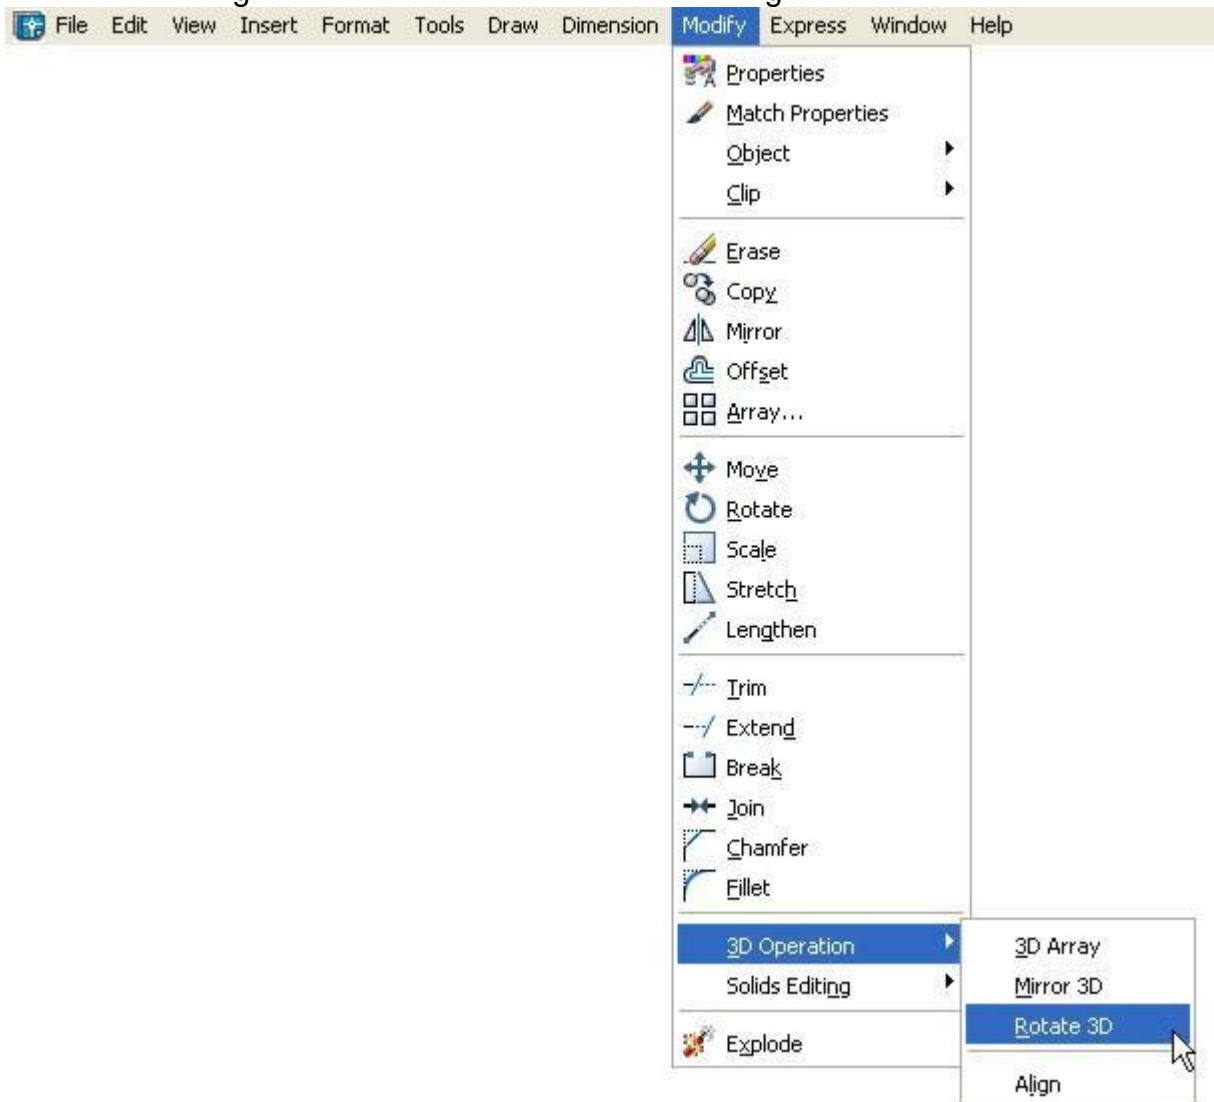 File Edit View Insert Format Tools Draw Dimension Modify Express Window Help
Properties
Match Properties
Object
Clip
Erase
Copy
Mirror
Offset
Array...
Move
Rotate
Scale
Stretch
Lengthen
Trim
Extend
Break
Join
Chamfer
Fillet
3D Operation
Solids Editing
Explode
3D Array
Mirror 3D
Rotate 3D
Align